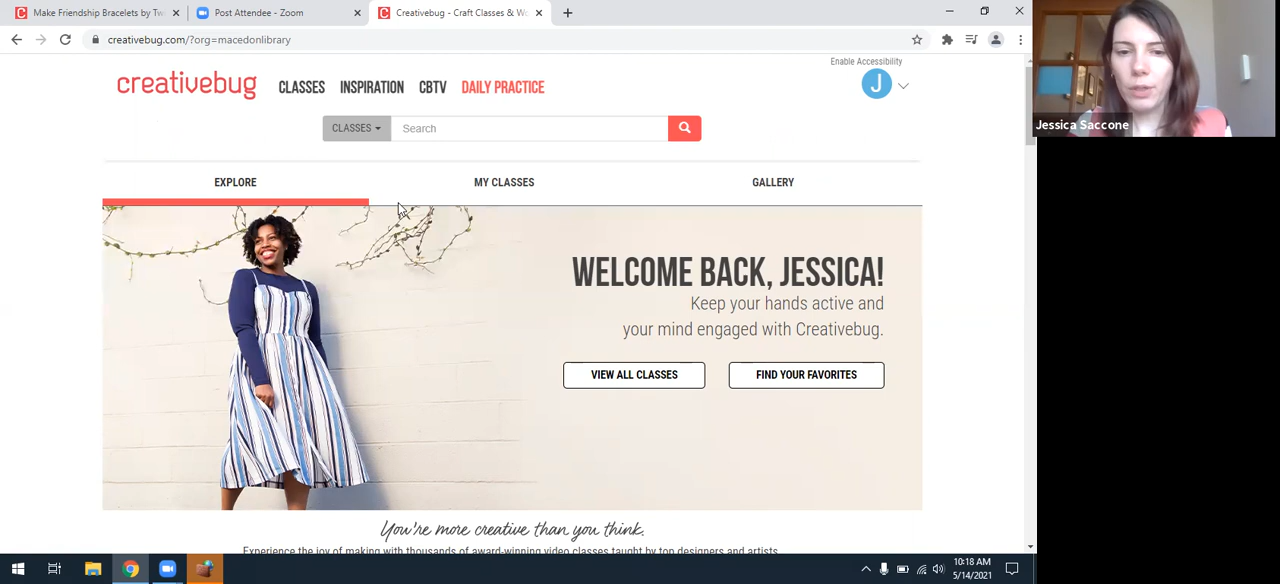 Make Friendship Bracelets by Tw
Post Attendee - Zoom
Creativebug - Craft Classes & Wo
creativebug.com/?org=macedonlibrary
Enable Accessibility
creativebug
CLASSES
INSPIRATION
CBTV
DAILY PRACTICE
J
CLASSES
Search
EXPLORE
MY CLASSES
GALLERY
WELCOME BACK, JESSICA!
Keep your hands active and
your mind engaged with Creativebug.
VIEW ALL CLASSES
FIND YOUR FAVORITES
You're more creative than you think.
Experience the joy of making with thousands of award-winning video classes taught by top designers and artists
Jessica Saccone
10:18 AM
5/14/2021